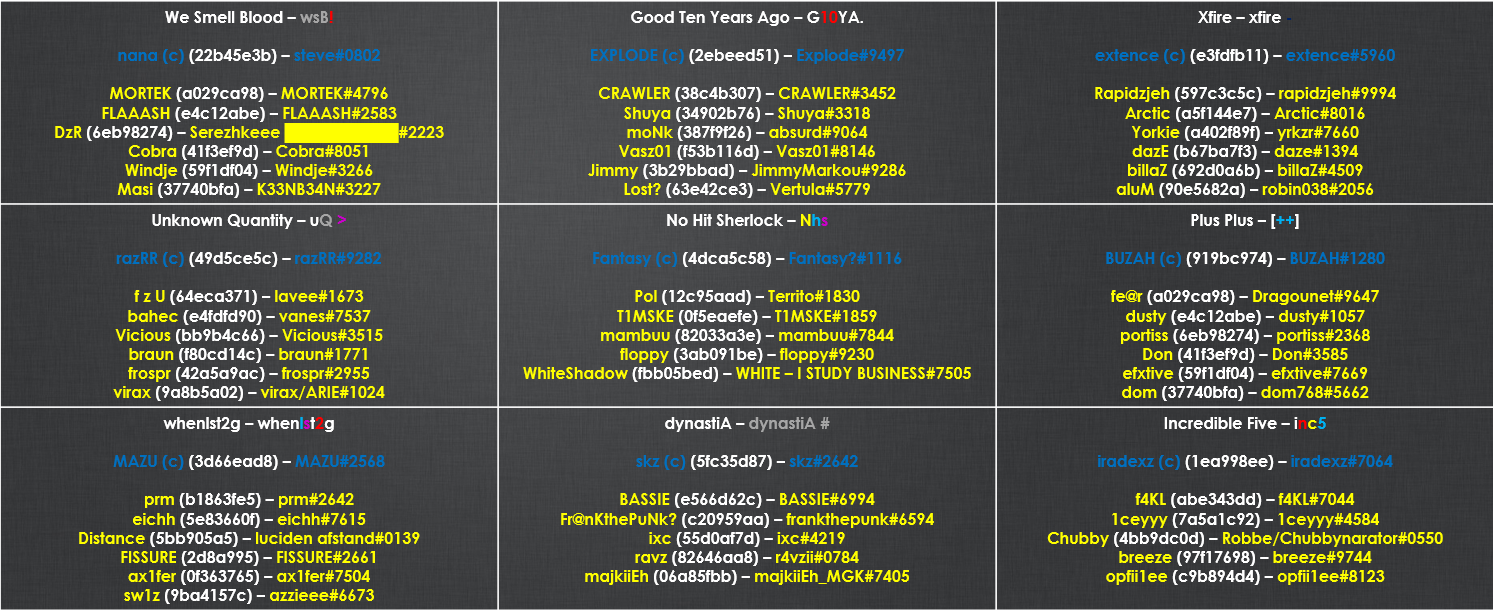 We Smell Blood – wsB!
nana (c) (22b45e3b) – steve#0802
MORTEK (a029ca98) – MORTEK#4796
FLAAASH (e4c12abe) – FLAAASH#2583
DzR (6eb98274) – Serezhkeee #2223
Cobra (41f3ef9d) – Cobra#8051
Windje (59f1df04) – Windje#3266
Masi (37740bfa) – K33NB34N#3227
Good Ten Years Ago – G10YA.
EXPLODE (c) (2ebeed51) – Explode#9497
CRAWLER (38c4b307) – CRAWLER#3452
Shuya (34902b76) – Shuya#3318
moNk (387f9f26) – absurd#9064
Vasz01 (f53b116d) – Vasz01#8146
Jimmy (3b29bbad) – JimmyMarkou#9286
Lost? (63e42ce3) – Vertula#5779
Xfire – xfire -
extence (c) (e3fdfb11) – extence#5960
Rapidzjeh (597c3c5c) – rapidzjeh#9994
Arctic (a5f144e7) – Arctic#8016
Yorkie (a402f89f) – yrkzr#7660
dazE (b67ba7f3) – daze#1394
billaZ (692d0a6b) – billaZ#4509
aluM (90e5682a) – robin038#2056
Unknown Quantity – uQ >
razRR (c) (49d5ce5c) – razRR#9282
f z U (64eca371) – lavee#1673
bahec (e4fdfd90) – vanes#7537
Vicious (bb9b4c66) – Vicious#3515
braun (f80cd14c) – braun#1771
frospr (42a5a9ac) – frospr#2955
virax (9a8b5a02) – virax/ARIE#1024
No Hit Sherlock – Nhs
Fantasy (c) (4dca5c58) – Fantasy?#1116
Pol (12c95aad) – Territo#1830
T1MSKE (0f5eaefe) – T1MSKE#1859
mambuu (82033a3e) – mambuu#7844
floppy (3ab091be) – floppy#9230
WhiteShadow (fbb05bed) – WHITE – I STUDY BUSINESS#7505
Plus Plus – [++]
BUZAH (c) (919bc974) – BUZAH#1280
fe@r (a029ca98) – Dragounet#9647
dusty (e4c12abe) – dusty#1057
portiss (6eb98274) – portiss#2368
Don (41f3ef9d) – Don#3585
efxtive (59f1df04) – efxtive#7669
dom (37740bfa) – dom768#5662
whenIst2g – whenIst2g
MAZU (c) (3d66ead8) – MAZU#2568
prm (b1863fe5) – prm#2642
eichh (5e83660f) – eichh#7615
Distance (5bb905a5) – luciden afstand#0139
FISSURE (2d8a995) – FISSURE#2661
ax1fer (0f363765) – ax1fer#7504
sw1z (9ba4157c) – azzieee#6673
dynastiA – dynastiA #
skz (c) (5fc35d87) – skz#2642
BASSIE (e566d62c) – BASSIE#6994
Fr@nKthePuNk? (c20959aa) – frankthepunk#6594
ixc (55d0af7d) – ixc#4219
ravz (82646aa8) – r4vzii#0784
majkiiEh (06a85fbb) – majkiiEh_MGK#7405
Incredible Five – inc5
iradexz (c) (1ea998ee) – iradexz#7064
f4KL (abe343dd) – f4KL#7044
1ceyyy (7a5a1c92) – 1ceyyy#4584
Chubby (4bb9dc0d) – Robbe/Chubbynarator#0550
breeze (97f17698) – breeze#9744
opfii1ee (c9b894d4) – opfii1ee#8123